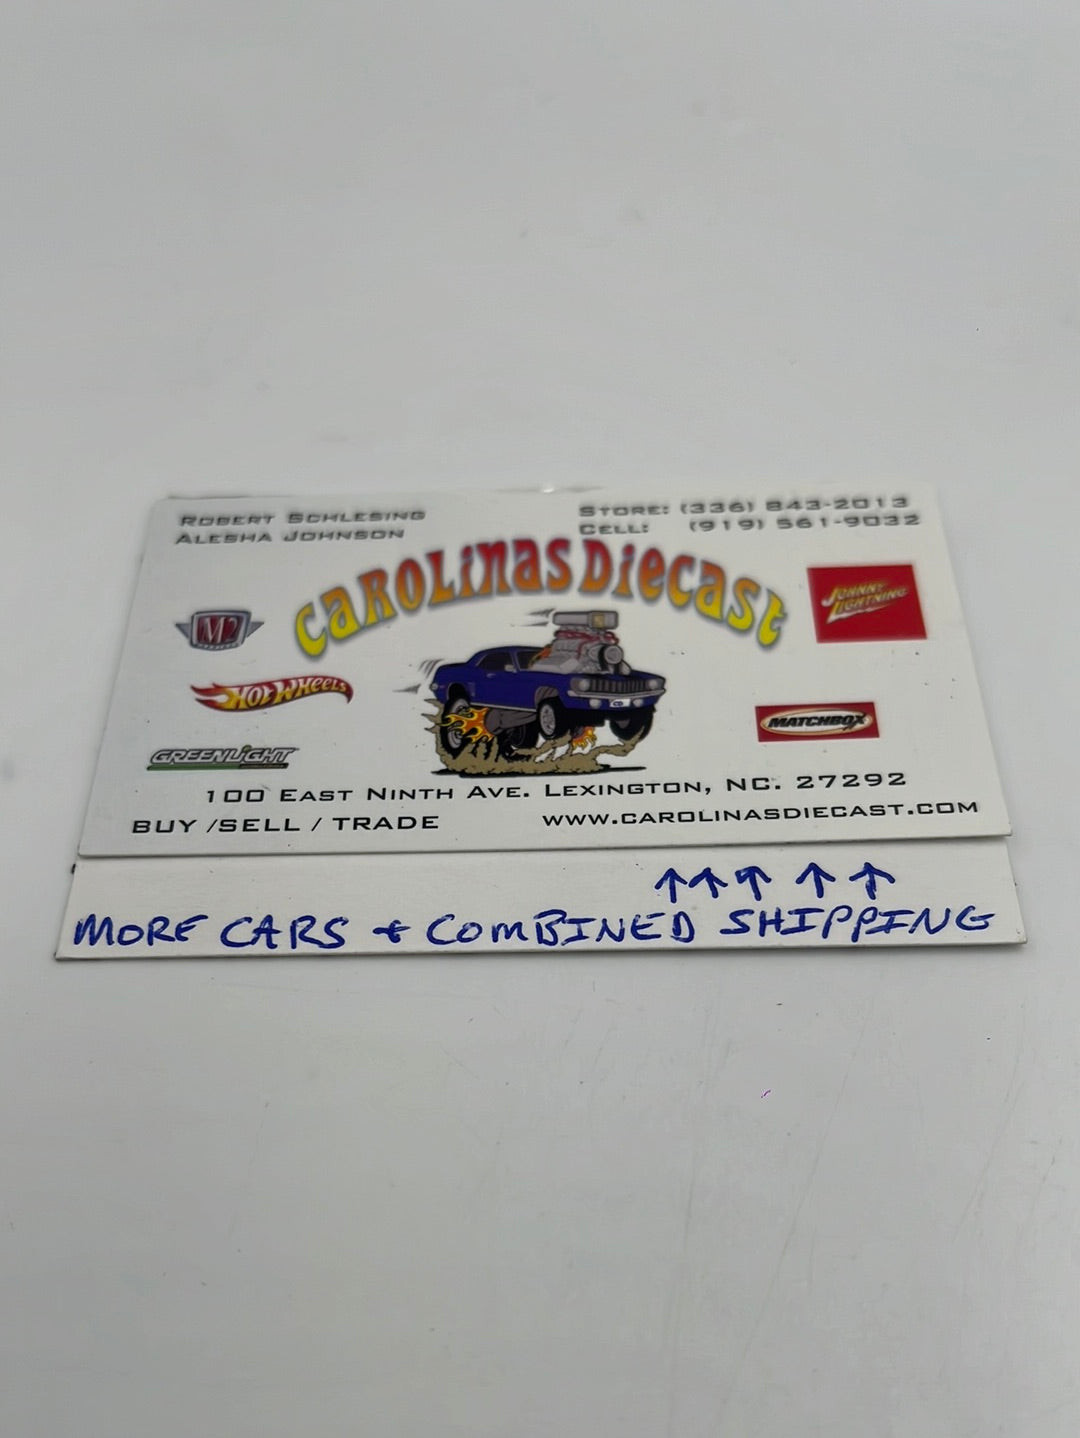 ROBERT SCHLESING
ALESHA JOHNSON
STORE: (336) 843-2013
CELL: (919) 561-9032
CAROLINAS DIECAST
M2
JOHNNY LIGHTNING
HOT WHEELS
MATCHBOX
GREENLIGHT
CD
100 EAST NINTH AVE. LEXINGTON, NC. 27292
BUY /SELL / TRADE
WWW.CAROLINASDIECAST.COM
↑↑↑ ↑ ↑
MORE CARS + COMBINED SHIPPING